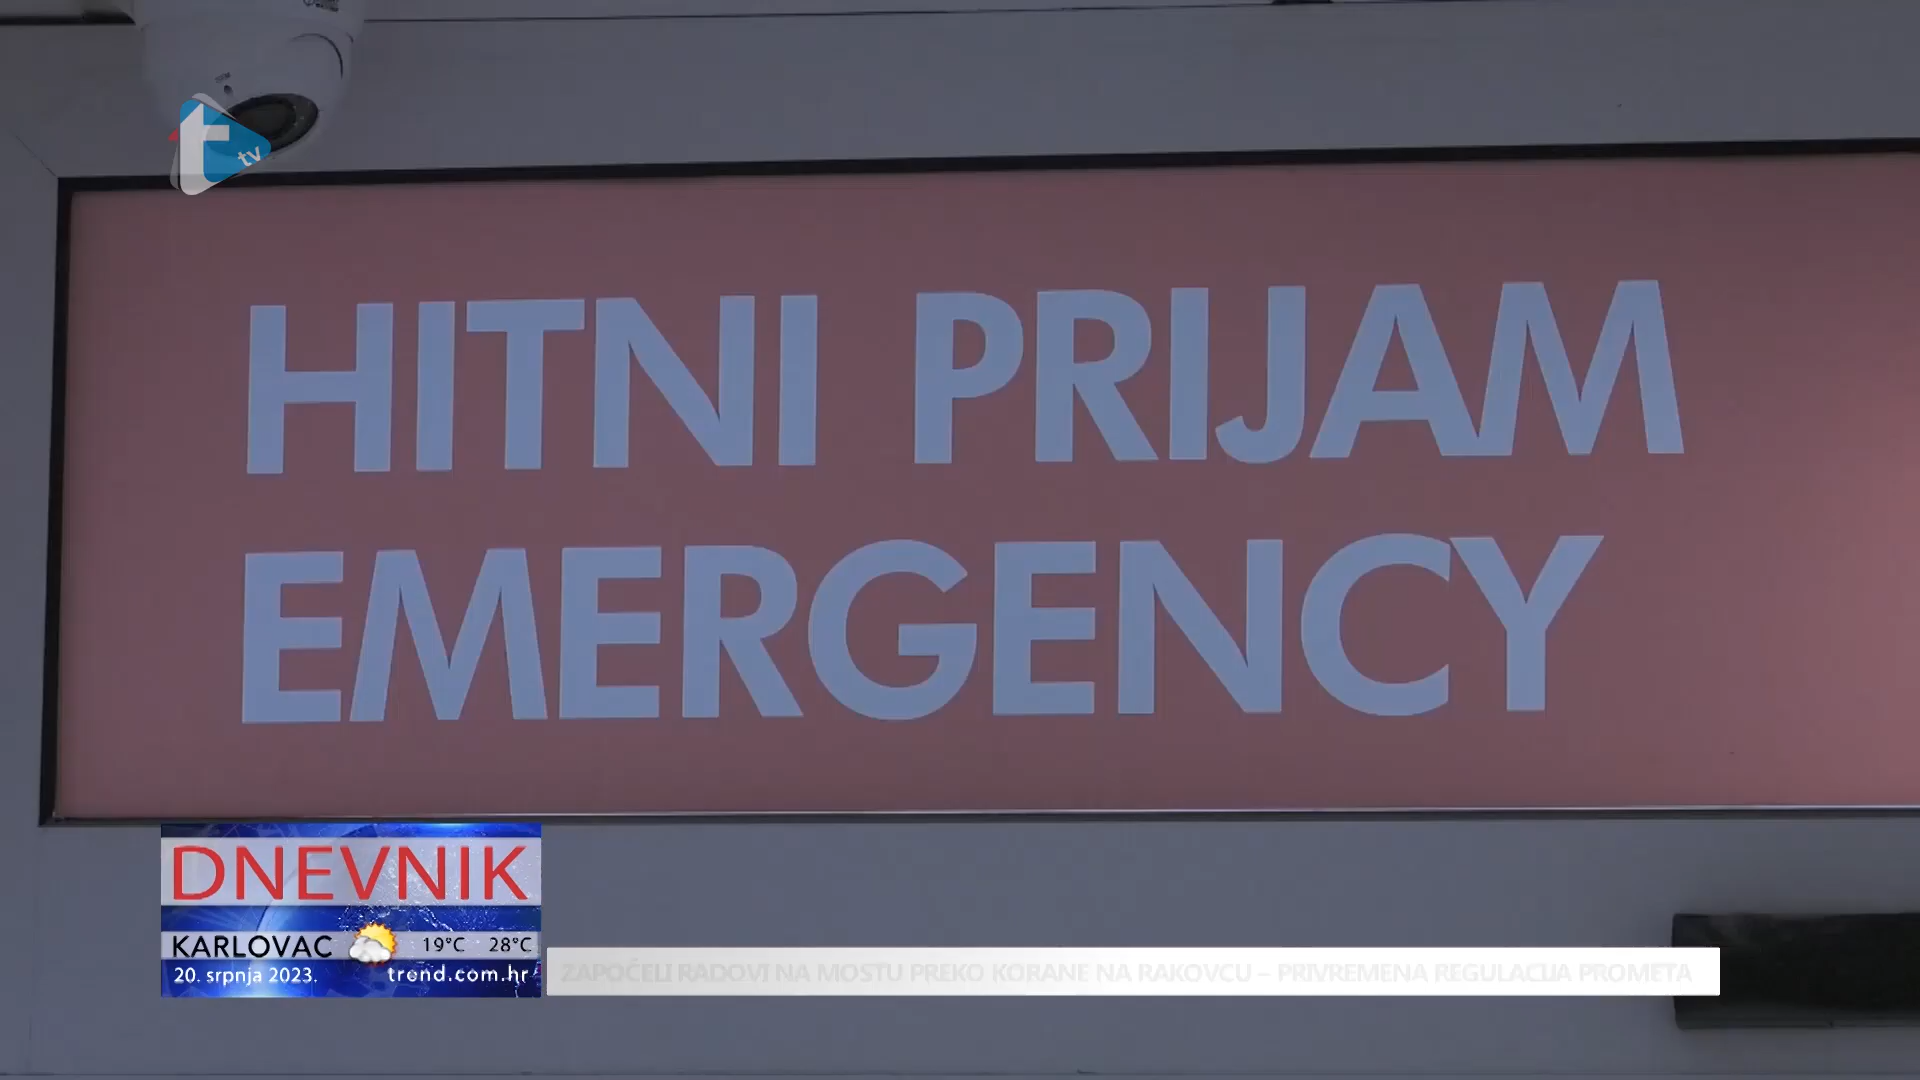 t tv
HITNI PRIJAM
EMERGENCY
DNEVNIK
KARLOVAC 19°C 28°C
20. srpnja 2023. trend.com.hr
ZAPOČELI RADOVI NA MOSTU PREKO KORANE NA RAKOVCU – PRIVREMENA REGULACIJA PROMETA